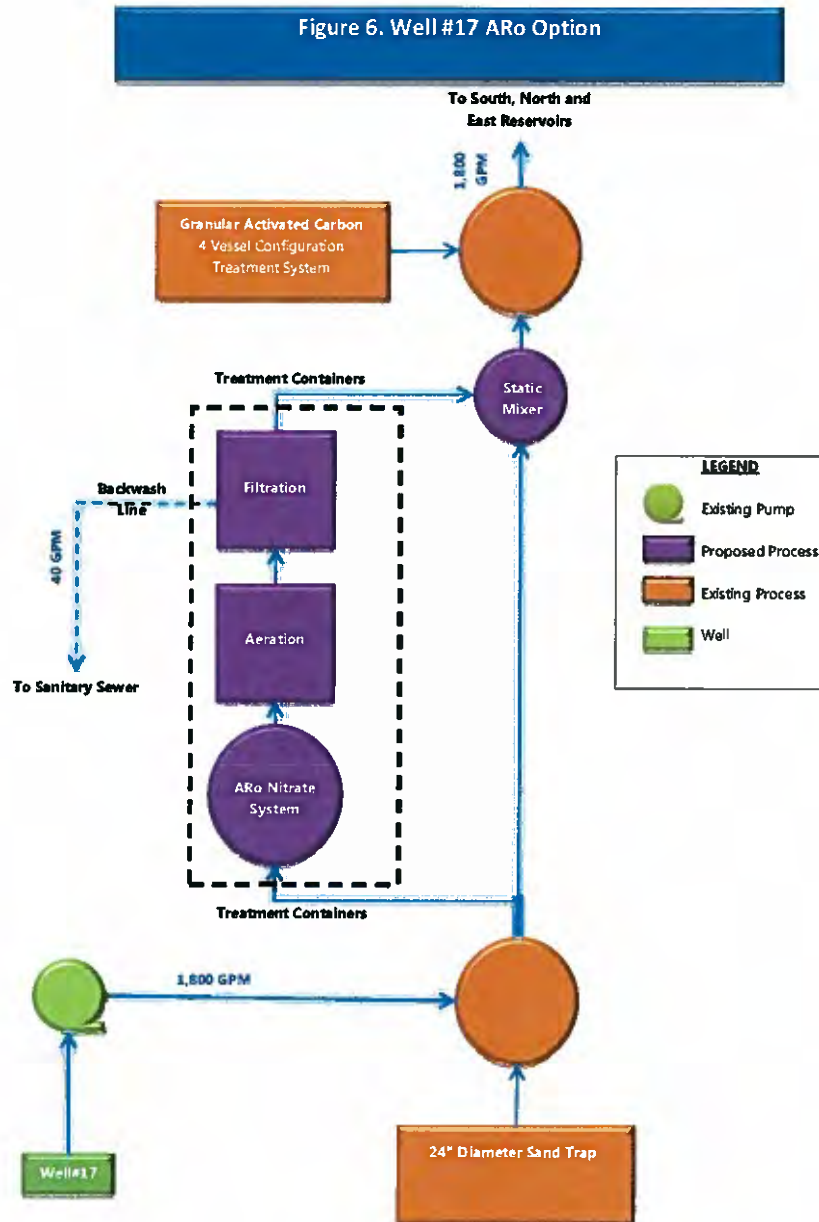 Figure 6. Well #17 ARo Option
To South, North and
East Reservoirs
1,800
GPM
Granular Activated Carbon
4 Vessel Configuration
Treatment System
Treatment Containers
Static
Mixer
Filtration
Backwash
Line
40 GPM
Aeration
To Sanitary Sewer
ARo Nitrate
System
Treatment Containers
LEGEND
Existing Pump
Proposed Process
Existing Process
Well
1,800 GPM
24" Diameter Sand Trap
Well#17